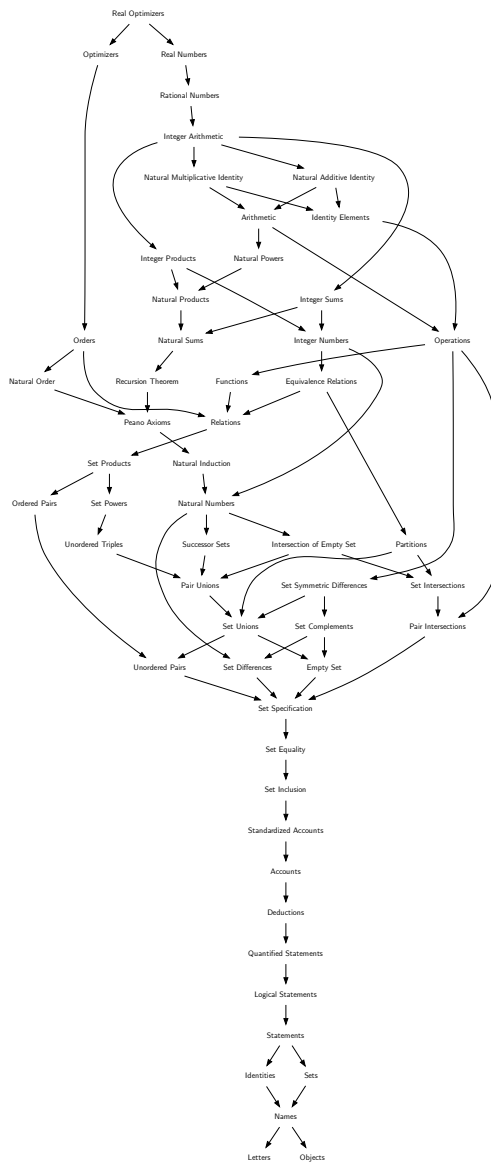 Real Optimizers
Optimizers
Real Numbers
Rational Numbers
Integer Arithmetic
Natural Multiplicative Identity
Natural Additive Identity
Arithmetic
Identity Elements
Integer Products
Natural Powers
Natural Products
Integer Sums
Orders
Natural Sums
Integer Numbers
Operations
Natural Order
Recursion Theorem
Functions
Equivalence Relations
Peano Axioms
Relations
Set Products
Natural Induction
Ordered Pairs
Set Powers
Natural Numbers
Unordered Triples
Successor Sets
Intersection of Empty Set
Partitions
Pair Unions
Set Symmetric Differences
Set Intersections
Set Unions
Set Complements
Pair Intersections
Unordered Pairs
Set Differences
Empty Set
Set Specification
Set Equality
Set Inclusion
Standardized Accounts
Accounts
Deductions
Quantified Statements
Logical Statements
Statements
Identities
Sets
Names
Letters
Objects